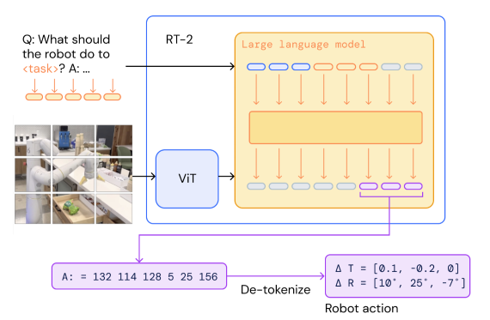 Q: What should
the robot do to
<task>? A: ...
RT-2
Large language model
ViT
A: = 132 114 128 5 25 156
De-tokenize
Δ T = [0.1, -0.2, 0]
Δ R = [10°, 25°, -7°]
Robot action